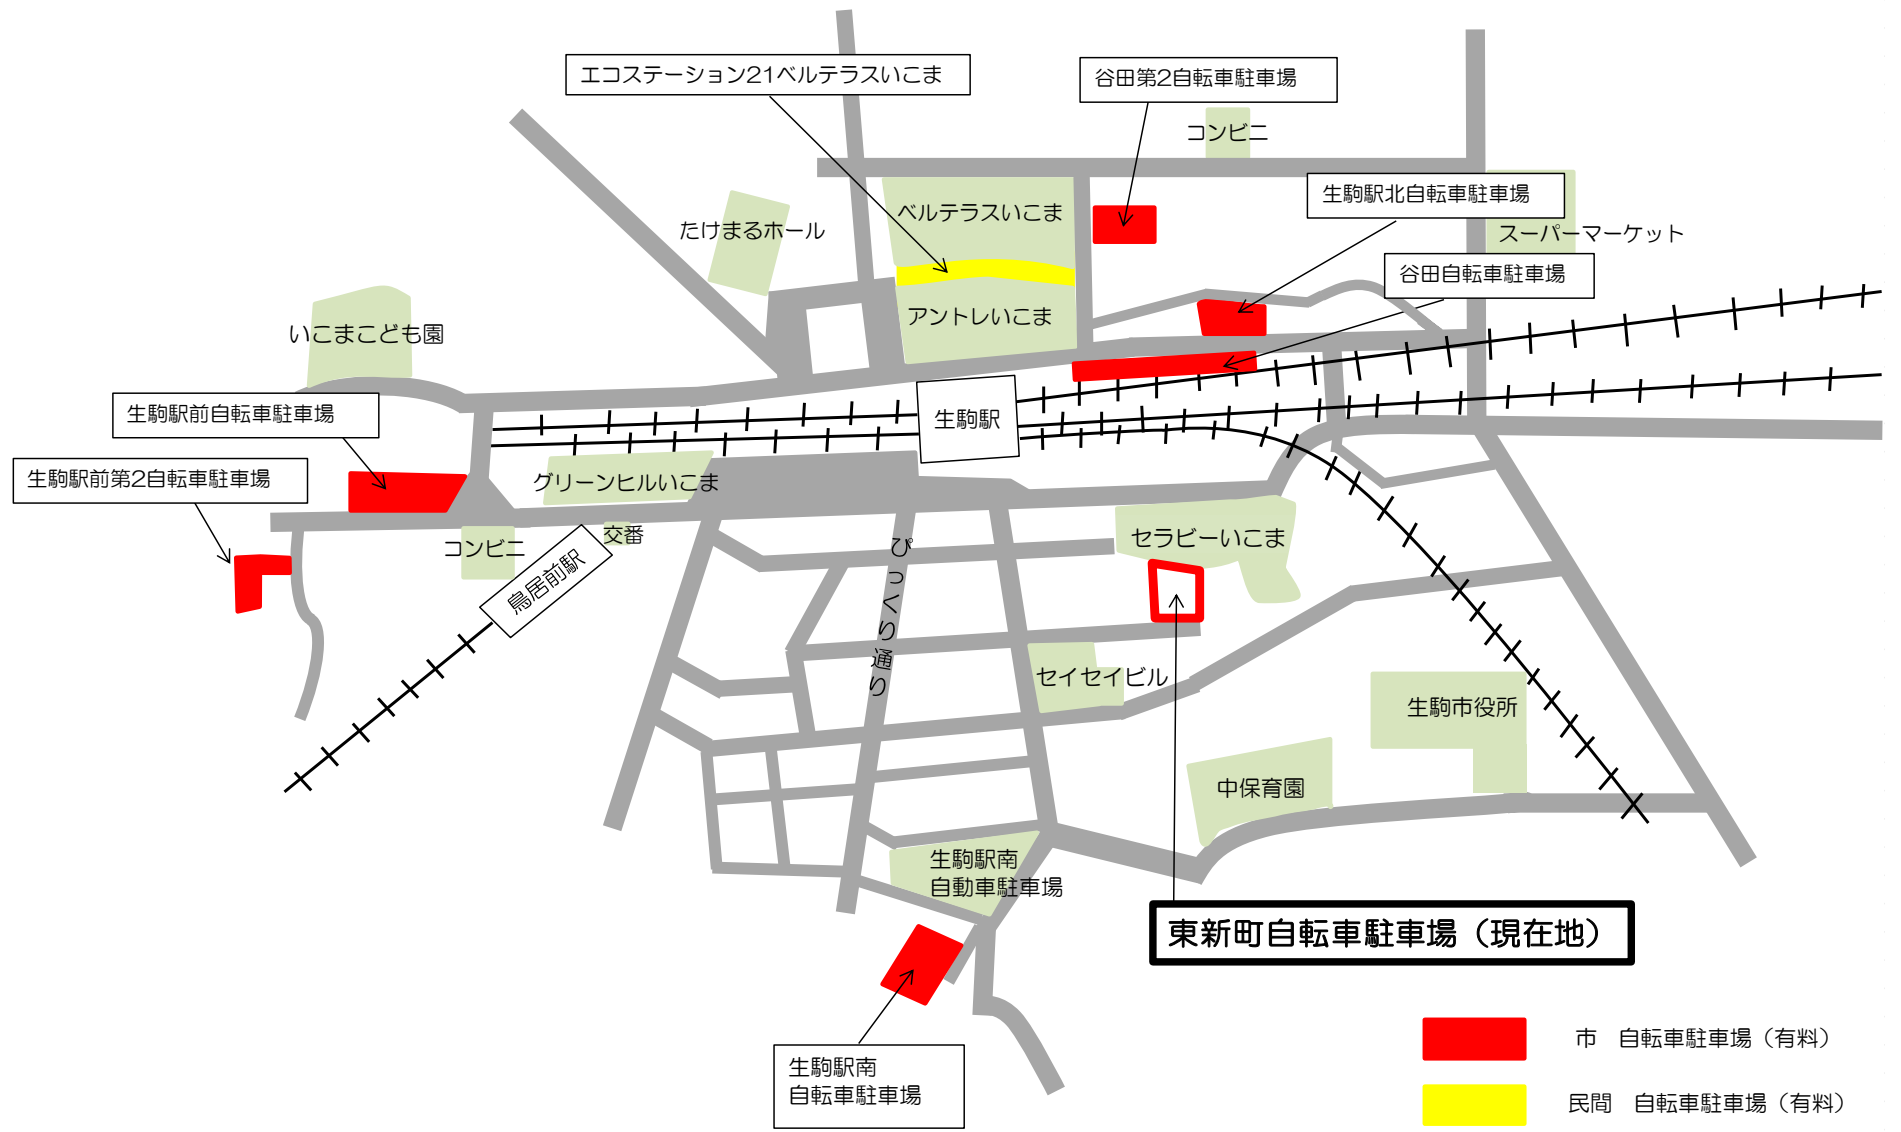 エコステーション21ベルテラスいこま
谷田第2自転車駐車場
コンビニ
生駒駅北自転車駐車場
ベルテラスいこま
たけまるホール
スーパーマーケット
谷田自転車駐車場
アントレいこま
いこまこども園
生駒駅前自転車駐車場
生駒駅
生駒駅前第2自転車駐車場
グリーンヒルいこま
交番
コンビニ
セラビーいこま
鳥居前駅
ぴっくり通り
セイセイビル
生駒市役所
中保育園
生駒駅南
自動車駐車場
東新町自転車駐車場（現在地）
生駒駅南
自転車駐車場
市　自転車駐車場（有料）
民間　自転車駐車場（有料）